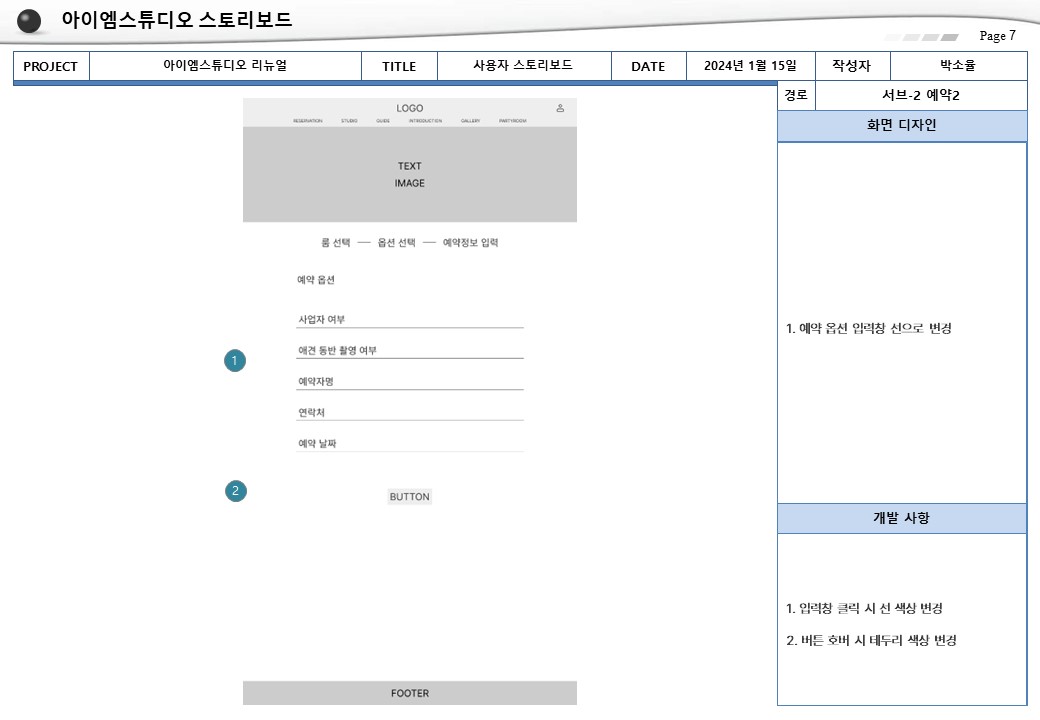 아이엠스튜디오 스토리보드
Page 7
PROJECT 아이엠스튜디오 리뉴얼 TITLE 사용자 스토리보드 DATE 2024년 1월 15일 작성자 박소율
경로 서브-2 예약2
화면 디자인
LOGO
RESERVATION STUDIO GUIDE INTRODUCTION GALLERY PARTYROOM
TEXT
IMAGE
룸 선택 — 옵션 선택 — 예약정보 입력
예약 옵션
사업자 여부
애견 동반 촬영 여부
1
예약자명
연락처
예약 날짜
2
BUTTON
FOOTER
1. 예약 옵션 입력창 선으로 변경
개발 사항
1. 입력창 클릭 시 선 색상 변경
2. 버튼 호버 시 테두리 색상 변경